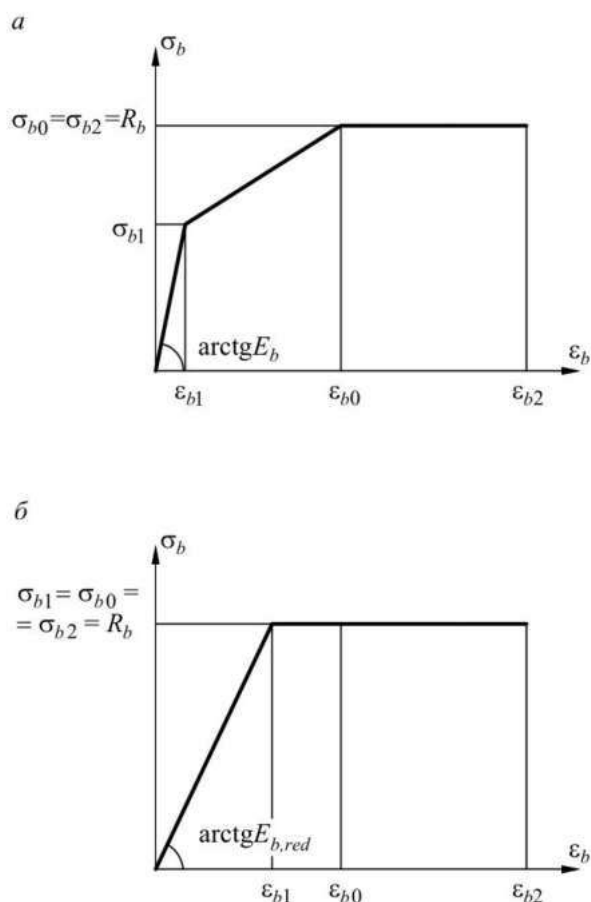 а
σb
σb0=σb2=Rb
σb1
arctgEb
εb
εb1
εb0
εb2
б
σb
σb1= σb0 =
= σb2 = Rb
arctgEb,red
εb
εb1
εb0
εb2